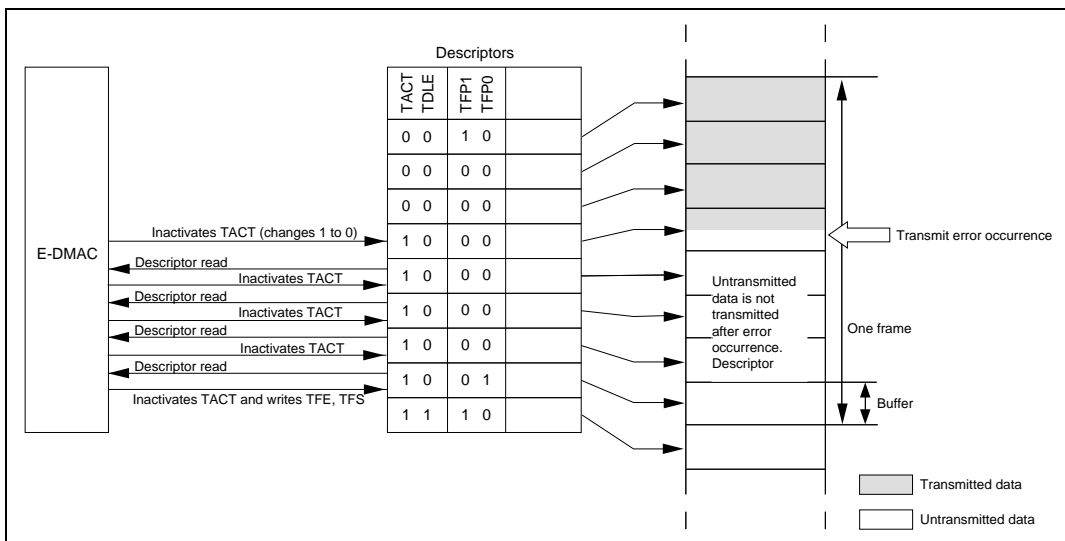 Descriptors
TACT TDLE TFP1 TFP0
0 0 1 0
0 0 0 0
0 0 0 0
Inactivates TACT (changes 1 to 0)
1 0 0 0
Transmit error occurrence
E-DMAC
Descriptor read
1 0 0 0
Inactivates TACT
Descriptor read
1 0 0 0
Inactivates TACT
Descriptor read
1 0 0 0
Inactivates TACT
Descriptor read
1 0 0 1
Inactivates TACT and writes TFE, TFS
1 1 1 0
Untransmitted
data is not
transmitted
after error
occurrence.
Descriptor
One frame
Buffer
Transmitted data
Untransmitted data